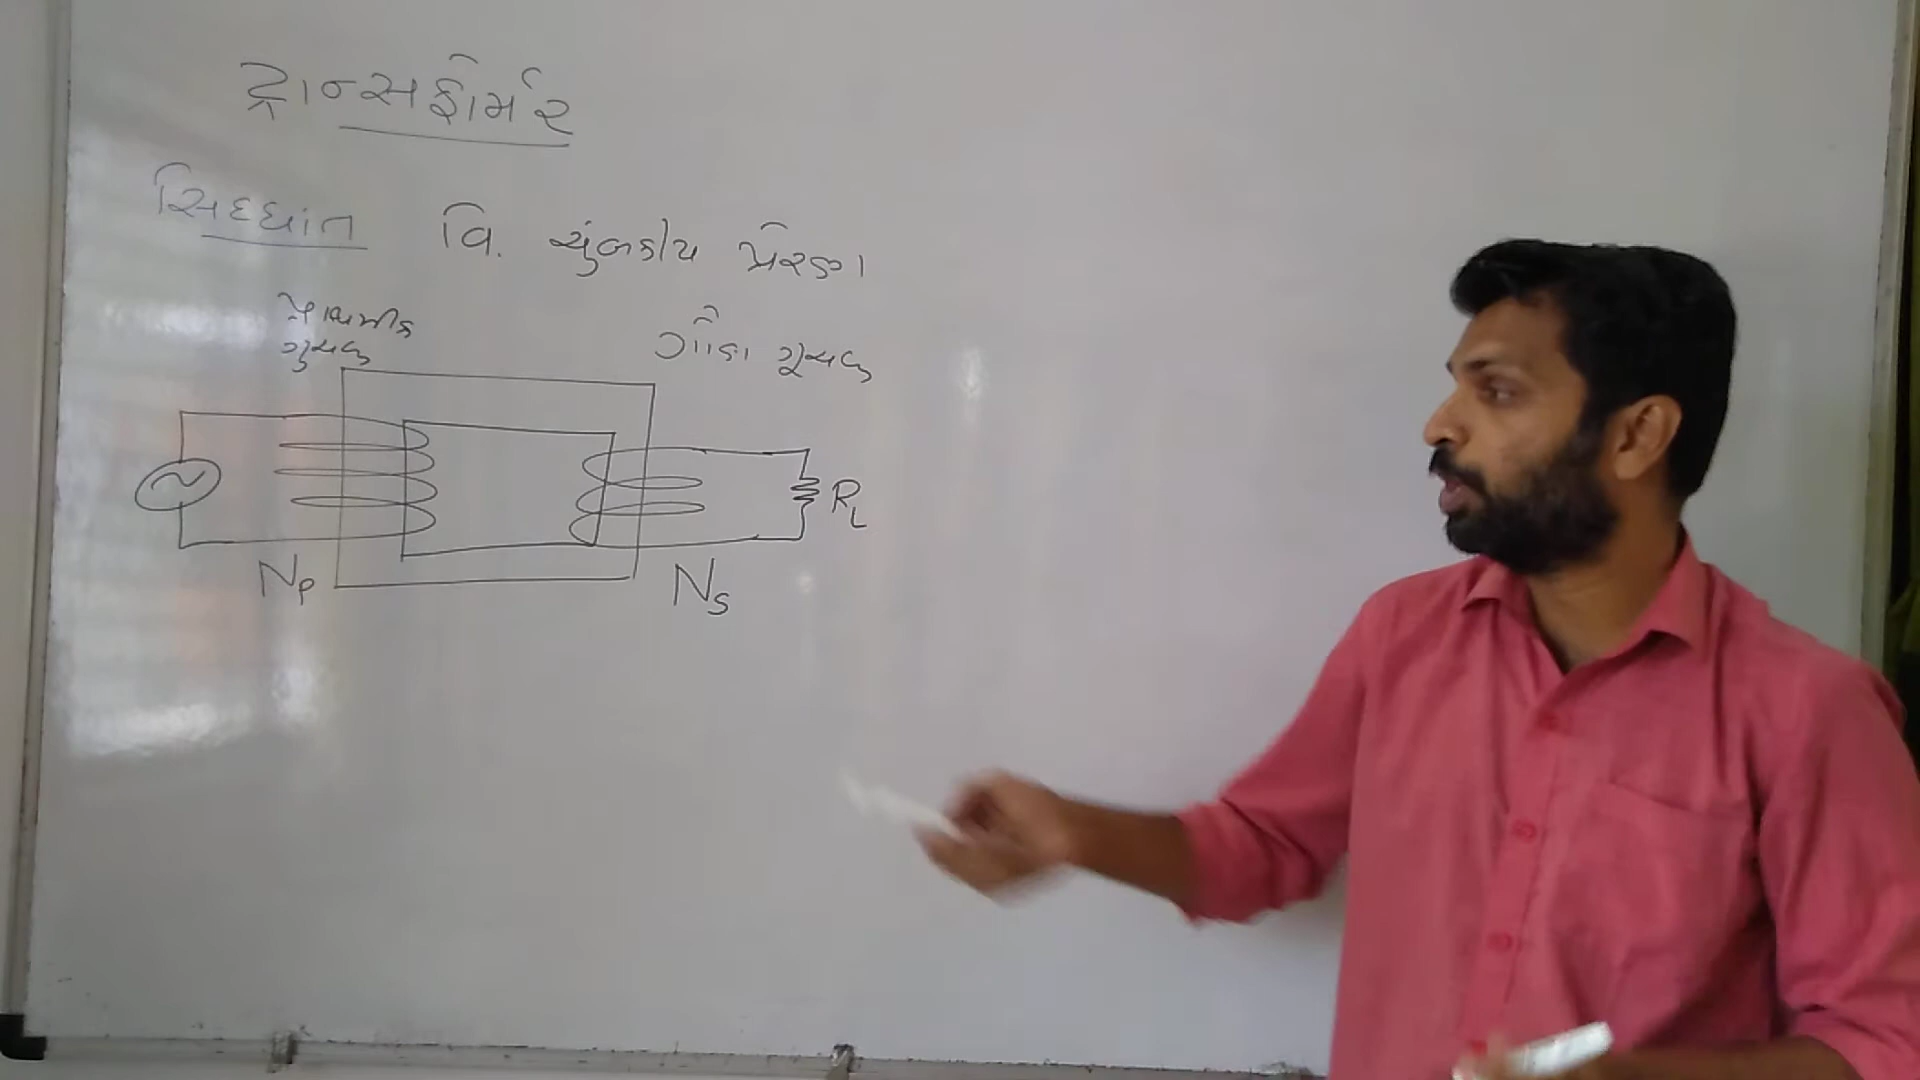 ટ્રાન્સફોર્મર
સિધ્ધાંત વિ. ચુંબકીય પ્રેરણ
પ્રાથમીક
ગુંચળુ
ગૌણ ગૂંચળુ
R_L
N_P
N_S